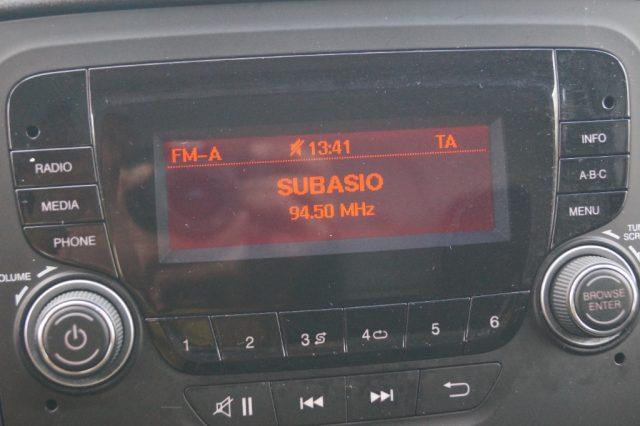 FM-A 13:41 TA
SUBASIO
94.50 MHz
RADIO
MEDIA
PHONE
INFO
A·B·C
MENU
VOLUME
BROWSE
ENTER
1 2 3 4 5 6